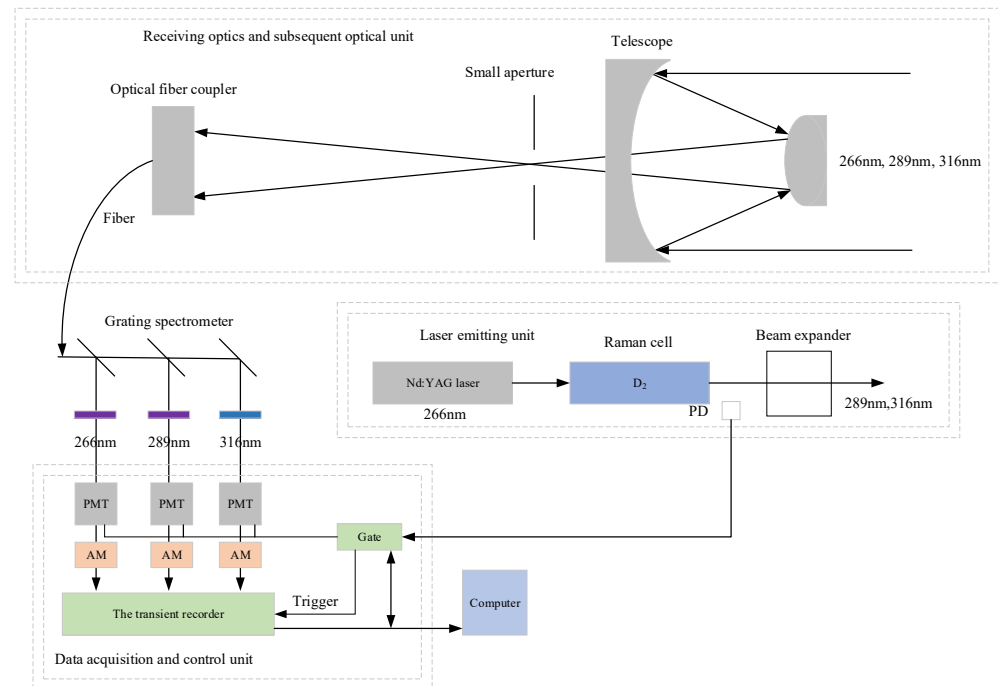 Receiving optics and subsequent optical unit
Telescope
Small aperture
Optical fiber coupler
266nm, 289nm, 316nm
Fiber
Grating spectrometer
Laser emitting unit
Raman cell
Beam expander
Nd:YAG laser
D₂
266nm
PD
289nm,316nm
266nm
289nm
316nm
PMT
PMT
PMT
Gate
AM
AM
AM
Trigger
Computer
The transient recorder
Data acquisition and control unit